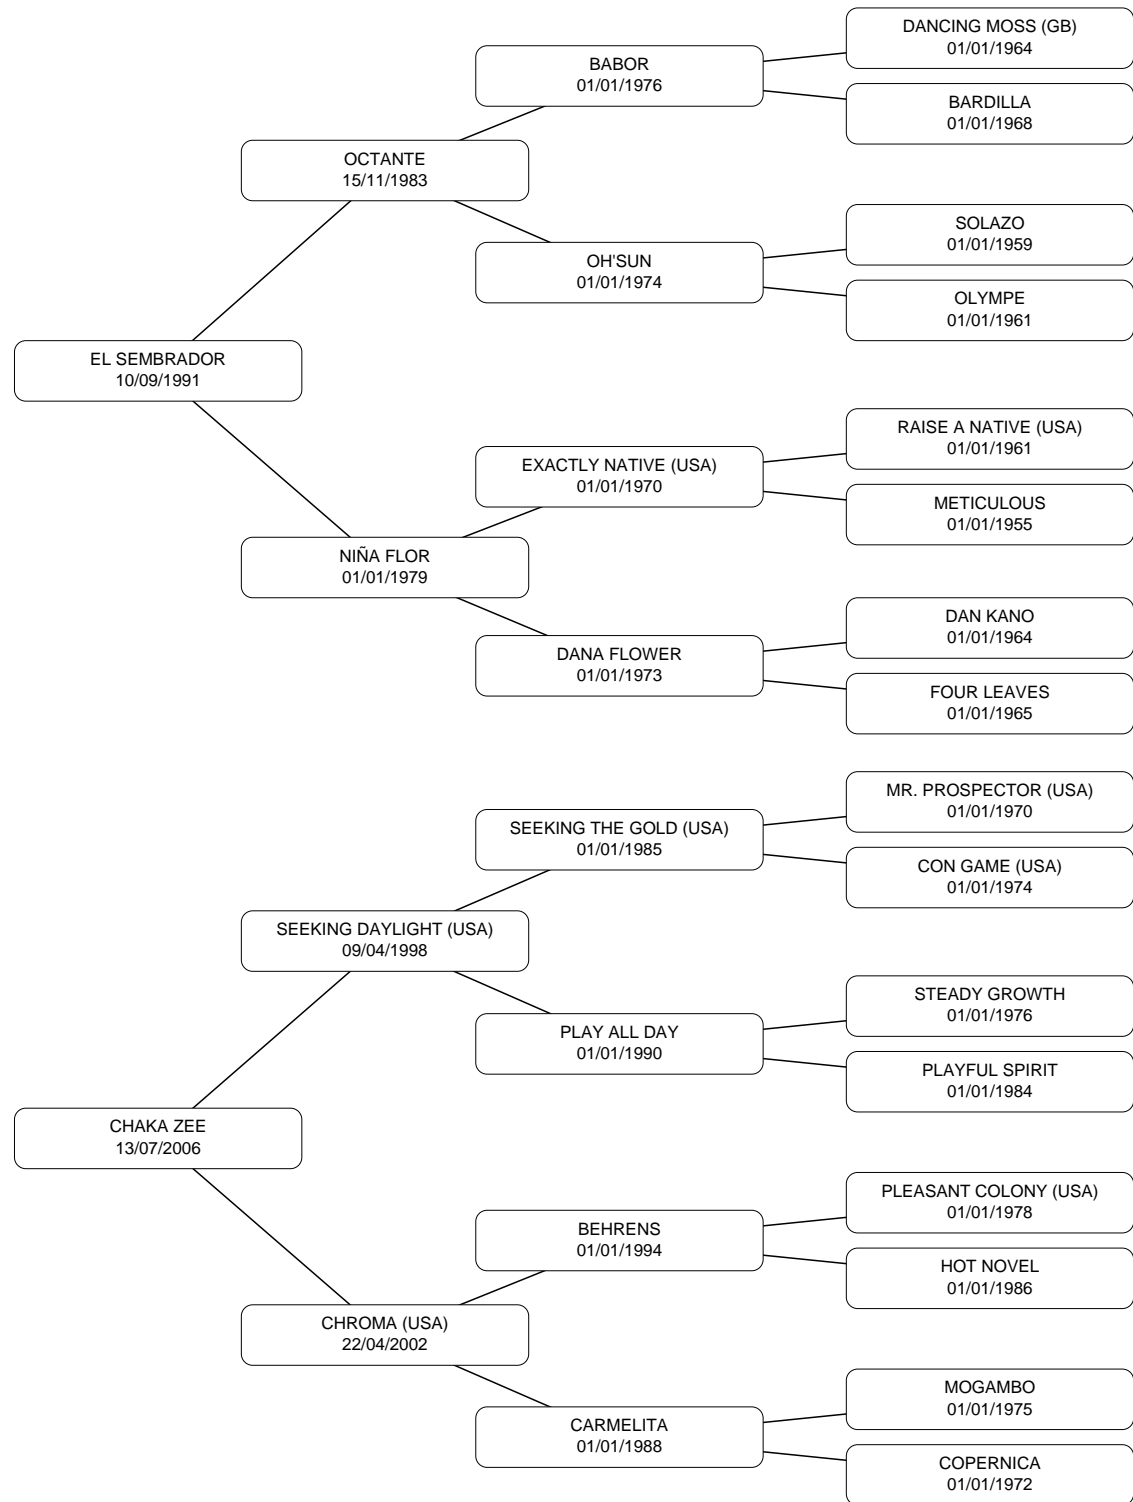 DANCING MOSS (GB)
01/01/1964
BABOR
01/01/1976
BARDILLA
01/01/1968
OCTANTE
15/11/1983
SOLAZO
01/01/1959
OH'SUN
01/01/1974
OLYMPE
01/01/1961
EL SEMBRADOR
10/09/1991
RAISE A NATIVE (USA)
01/01/1961
EXACTLY NATIVE (USA)
01/01/1970
METICULOUS
01/01/1955
NIÑA FLOR
01/01/1979
DAN KANO
01/01/1964
DANA FLOWER
01/01/1973
FOUR LEAVES
01/01/1965
MR. PROSPECTOR (USA)
01/01/1970
SEEKING THE GOLD (USA)
01/01/1985
CON GAME (USA)
01/01/1974
SEEKING DAYLIGHT (USA)
09/04/1998
STEADY GROWTH
01/01/1976
PLAY ALL DAY
01/01/1990
PLAYFUL SPIRIT
01/01/1984
CHAKA ZEE
13/07/2006
PLEASANT COLONY (USA)
01/01/1978
BEHRENS
01/01/1994
HOT NOVEL
01/01/1986
CHROMA (USA)
22/04/2002
MOGAMBO
01/01/1975
CARMELITA
01/01/1988
COPERNICA
01/01/1972